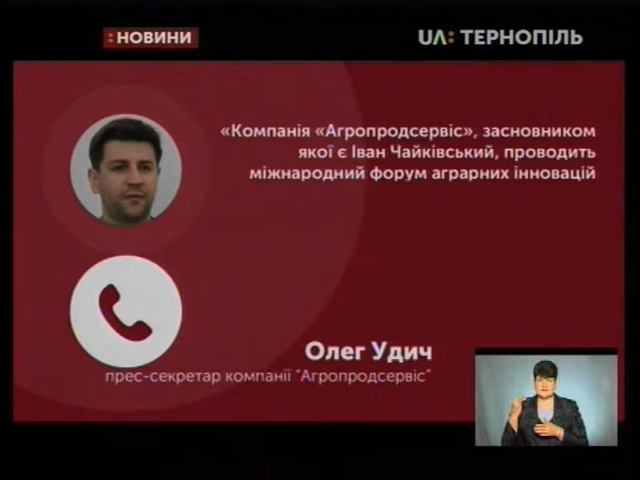 :НОВИНИ
UA: ТЕРНОПІЛЬ
«Компанія «Агропродсервіс», засновником
якої є Іван Чайківський, проводить
міжнародний форум аграрних інновацій
Олег Удич
прес-секретар компанії "Агропродсервіс"